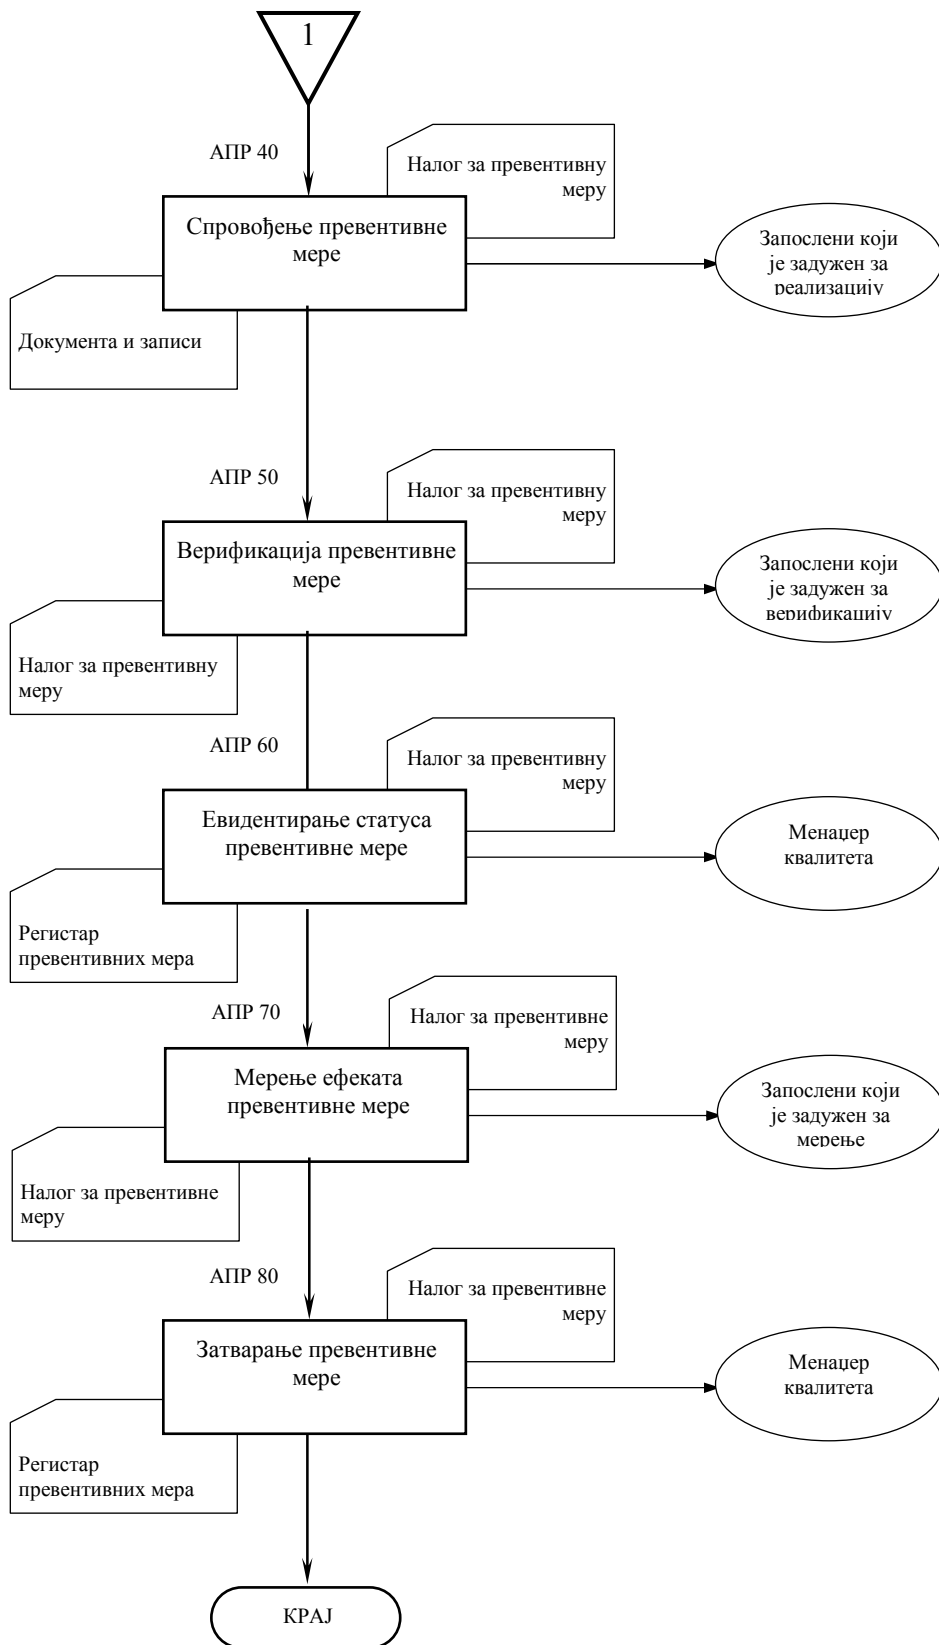 1
АПР 40
Налог за превентивну
меру
Спровођење превентивне
мере
Запослени који
је задужен за
реализацију
Документа и записи
АПР 50
Налог за превентивну
меру
Верификација превентивне
мере
Запослени који
је задужен за
верификацију
Налог за превентивну
меру
АПР 60
Налог за превентивну
меру
Евидентирање статуса
превентивне мере
Менаџер
квалитета
Регистар
превентивних мера
АПР 70
Налог за превентивне
меру
Мерење ефеката
превентивне мере
Запослени који
је задужен за
мерење
Налог за превентивне
меру
АПР 80
Налог за превентивне
меру
Затварање превентивне
мере
Менаџер
квалитета
Регистар
превентивних мера
КРАЈ